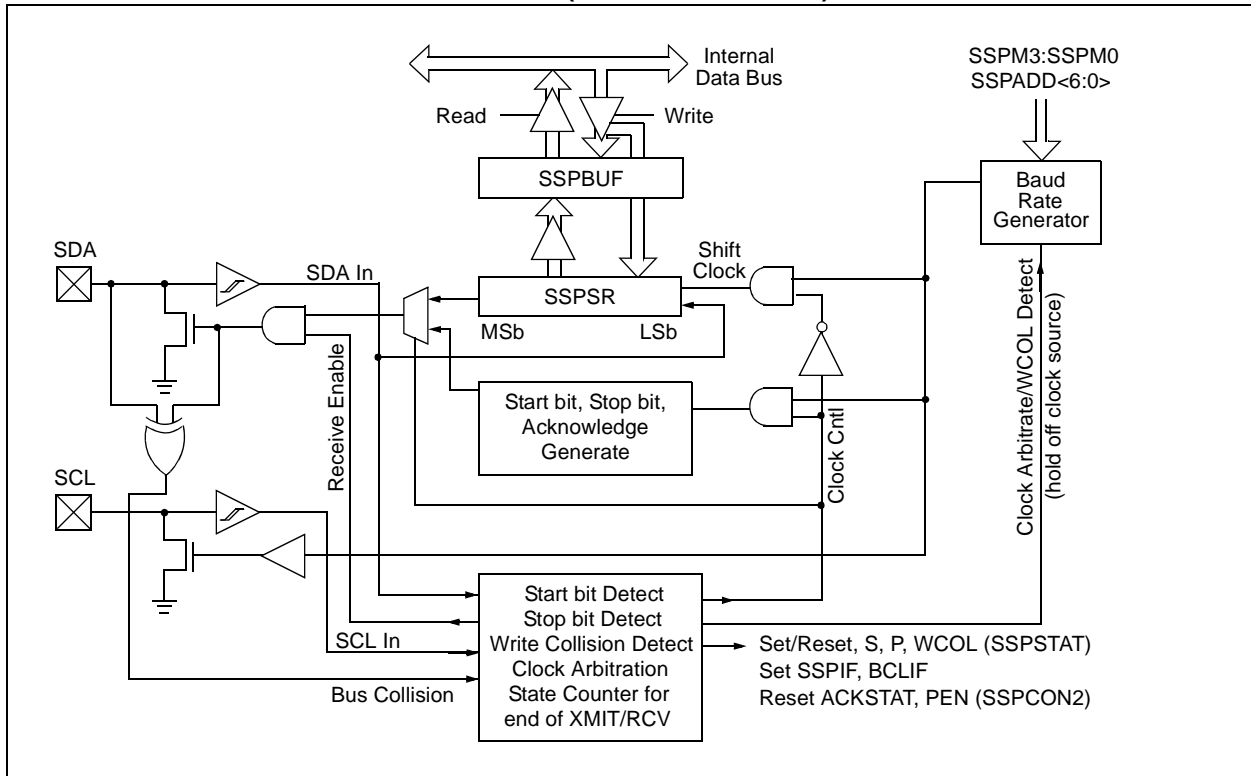 Internal
Data Bus
SSPM3:SSPM0
SSPADD<6:0>
Read
Write
SSPBUF
Baud
Rate
Generator
SDA
SDA In
Shift
Clock
SSPSR
MSb
LSb
Receive Enable
Start bit, Stop bit,
Acknowledge
Generate
Clock Cntl
Clock Arbitrate/WCOL Detect
(hold off clock source)
SCL
SCL In
Bus Collision
Start bit Detect
Stop bit Detect
Write Collision Detect
Clock Arbitration
State Counter for
end of XMIT/RCV
Set/Reset, S, P, WCOL (SSPSTAT)
Set SSPIF, BCLIF
Reset ACKSTAT, PEN (SSPCON2)